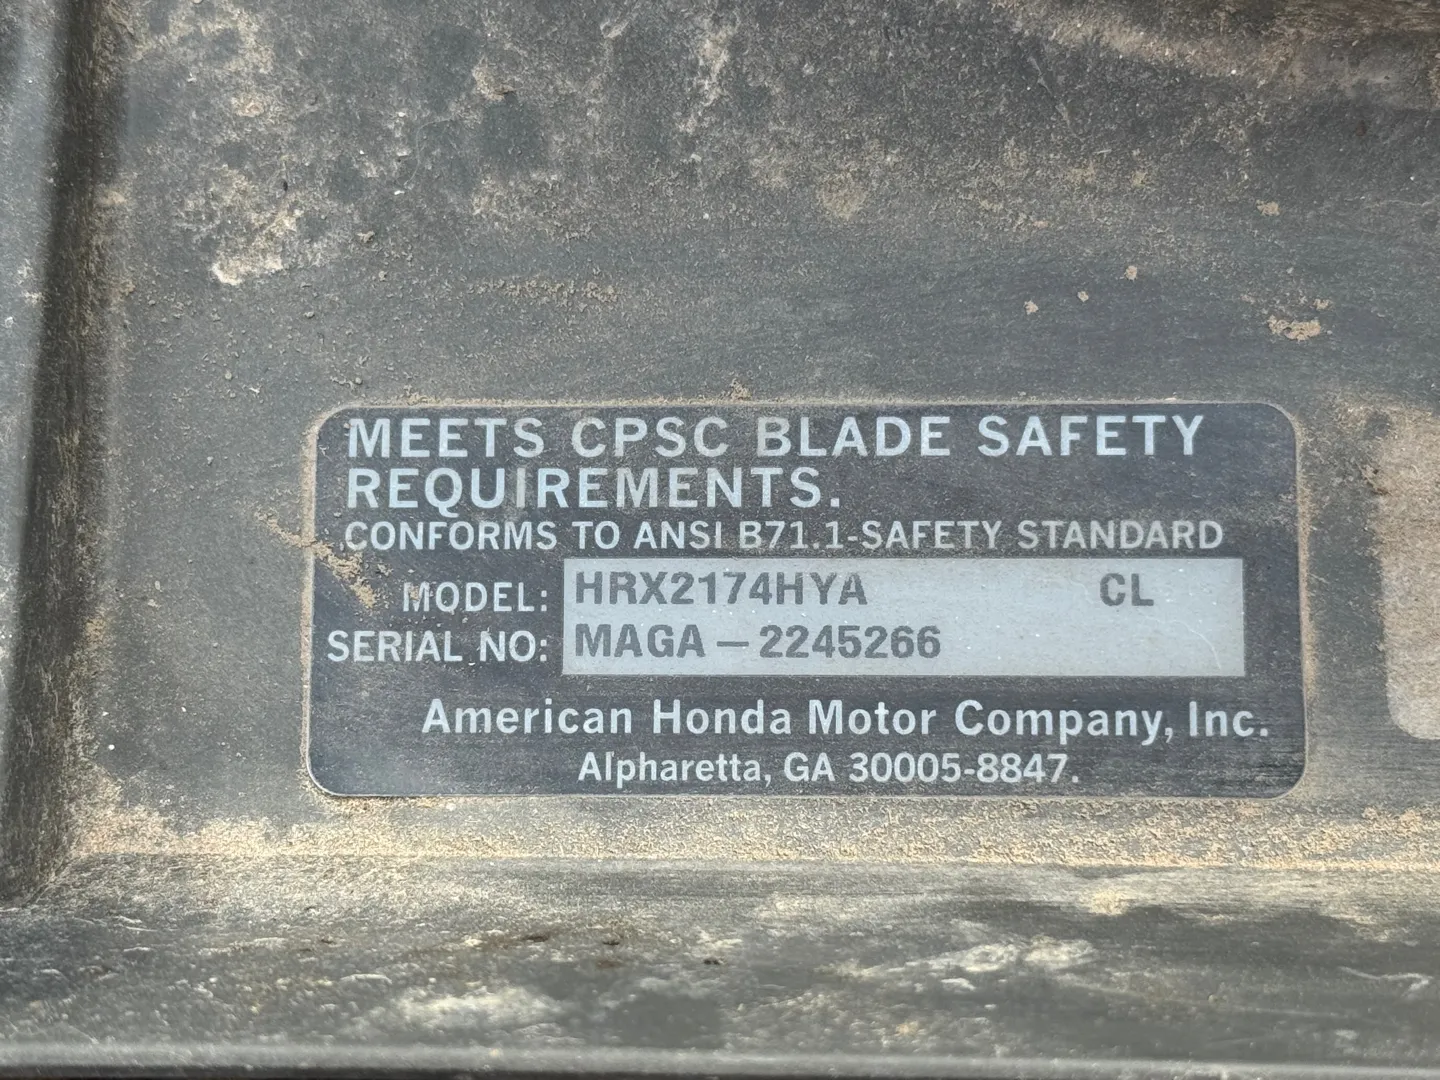 MEETS CPSC BLADE SAFETY
REQUIREMENTS.
CONFORMS TO ANSI B71.1-SAFETY STANDARD
MODEL: HRX2174HYA CL
SERIAL NO: MAGA-2245266
American Honda Motor Company, Inc.
Alpharetta, GA 30005-8847.